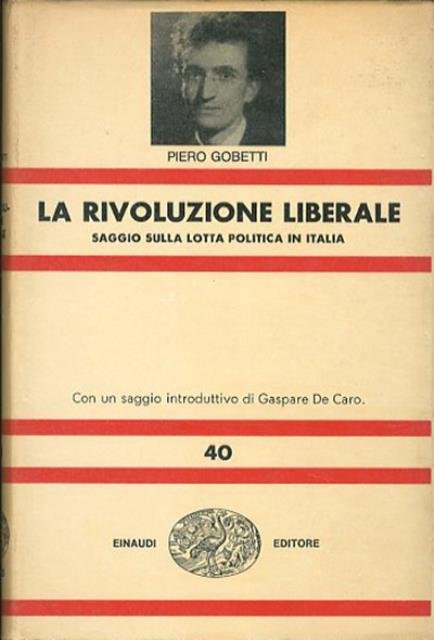 PIERO GOBETTI
LA RIVOLUZIONE LIBERALE
SAGGIO SULLA LOTTA POLITICA IN ITALIA
Con un saggio introduttivo di Gaspare De Caro.
40
EINAUDI EDITORE